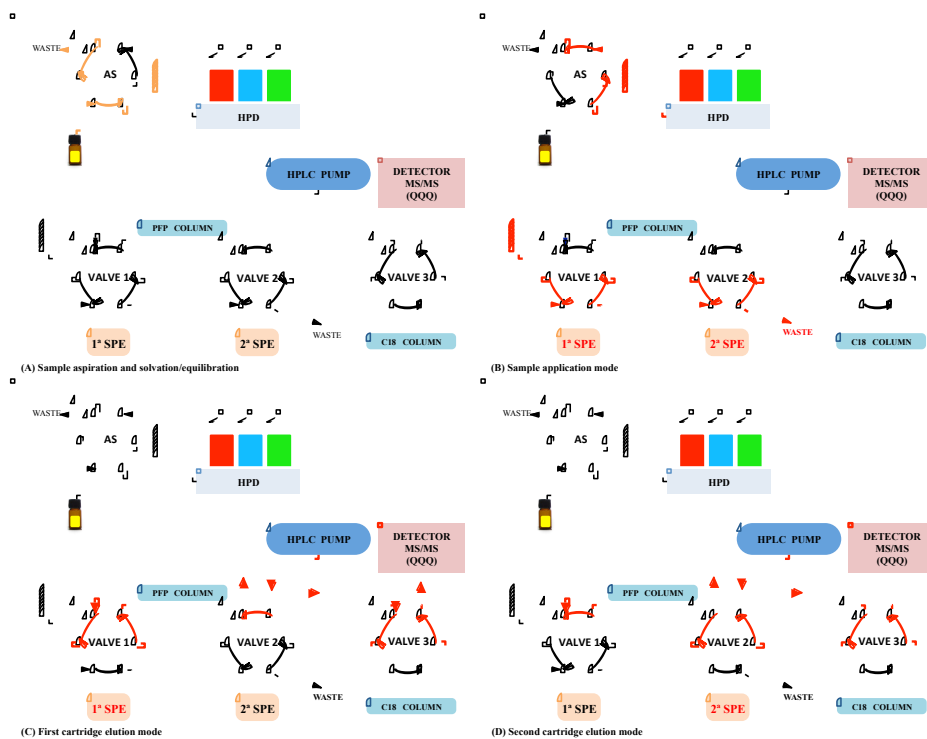 WASTE
AS
HPD
HPLC PUMP
DETECTOR
MS/MS
(QQQ)
PFP COLUMN
VALVE 1
VALVE 2
VALVE 3
WASTE
1ª SPE
2ª SPE
C18 COLUMN
(A) Sample aspiration and solvation/equilibration
WASTE
AS
HPD
HPLC PUMP
DETECTOR
MS/MS
(QQQ)
PFP COLUMN
VALVE 1
VALVE 2
VALVE 3
WASTE
1ª SPE
2ª SPE
C18 COLUMN
(B) Sample application mode
WASTE
AS
HPD
HPLC PUMP
DETECTOR
MS/MS
(QQQ)
PFP COLUMN
VALVE 1
VALVE 2
VALVE 3
WASTE
1ª SPE
2ª SPE
C18 COLUMN
(C) First cartridge elution mode
WASTE
AS
HPD
HPLC PUMP
DETECTOR
MS/MS
(QQQ)
PFP COLUMN
VALVE 1
VALVE 2
VALVE 3
WASTE
1ª SPE
2ª SPE
C18 COLUMN
(D) Second cartridge elution mode